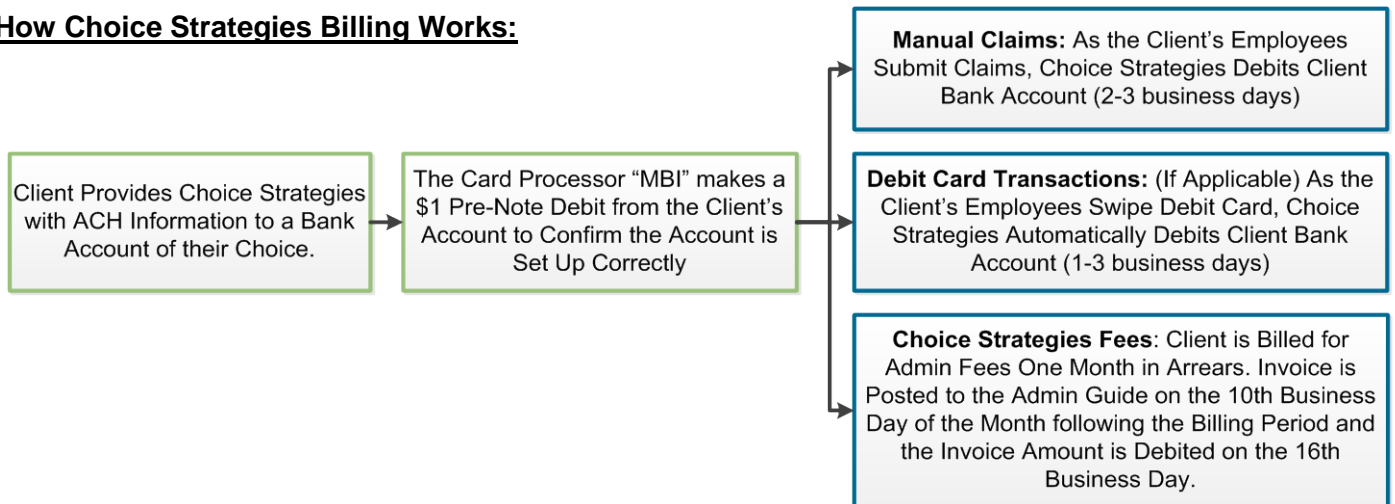 How Choice Strategies Billing Works:
Client Provides Choice Strategies
with ACH Information to a Bank
Account of their Choice.
The Card Processor “MBI” makes a
$1 Pre-Note Debit from the Client’s
Account to Confirm the Account is
Set Up Correctly
Manual Claims: As the Client’s Employees
Submit Claims, Choice Strategies Debits Client
Bank Account (2-3 business days)
Debit Card Transactions: (If Applicable) As the
Client’s Employees Swipe Debit Card, Choice
Strategies Automatically Debits Client Bank
Account (1-3 business days)
Choice Strategies Fees: Client is Billed for
Admin Fees One Month in Arrears. Invoice is
Posted to the Admin Guide on the 10th Business
Day of the Month following the Billing Period and
the Invoice Amount is Debited on the 16th
Business Day.